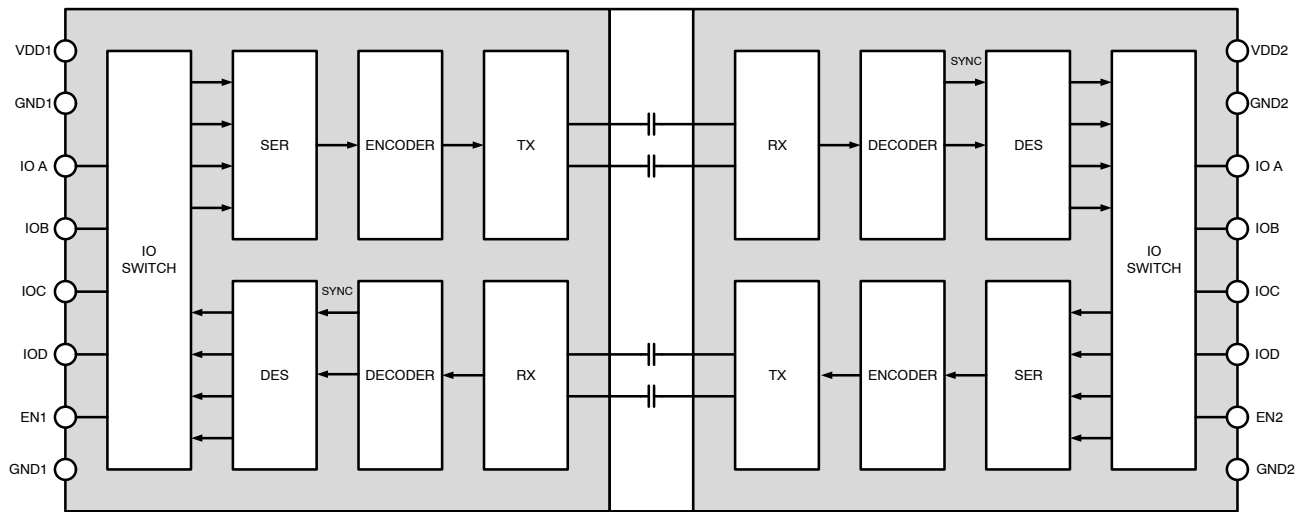 VDD1
GND1
IO A
IOB
IOC
IOD
EN1
GND1
IO
SWITCH
SER
ENCODER
TX
DES
SYNC
DECODER
RX
RX
DECODER
SYNC
DES
TX
ENCODER
SER
IO
SWITCH
VDD2
GND2
IO A
IOB
IOC
IOD
EN2
GND2